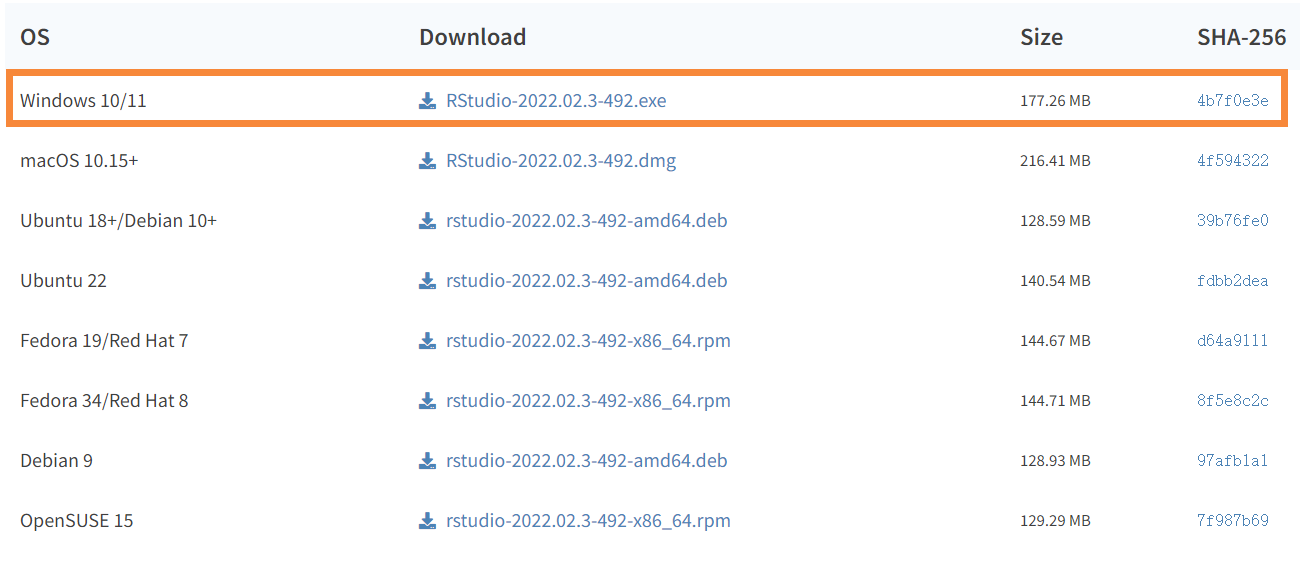 OS Download Size SHA-256
Windows 10/11 RStudio-2022.02.3-492.exe 177.26 MB 4b7f0e3e
macOS 10.15+ RStudio-2022.02.3-492.dmg 216.41 MB 4f594322
Ubuntu 18+/Debian 10+ rstudio-2022.02.3-492-amd64.deb 128.59 MB 39b76fe0
Ubuntu 22 rstudio-2022.02.3-492-amd64.deb 140.54 MB fdbb2dea
Fedora 19/Red Hat 7 rstudio-2022.02.3-492-x86_64.rpm 144.67 MB d64a9111
Fedora 34/Red Hat 8 rstudio-2022.02.3-492-x86_64.rpm 144.71 MB 8f5e8c2c
Debian 9 rstudio-2022.02.3-492-amd64.deb 128.93 MB 97afb1a1
OpenSUSE 15 rstudio-2022.02.3-492-x86_64.rpm 129.29 MB 7f987b69